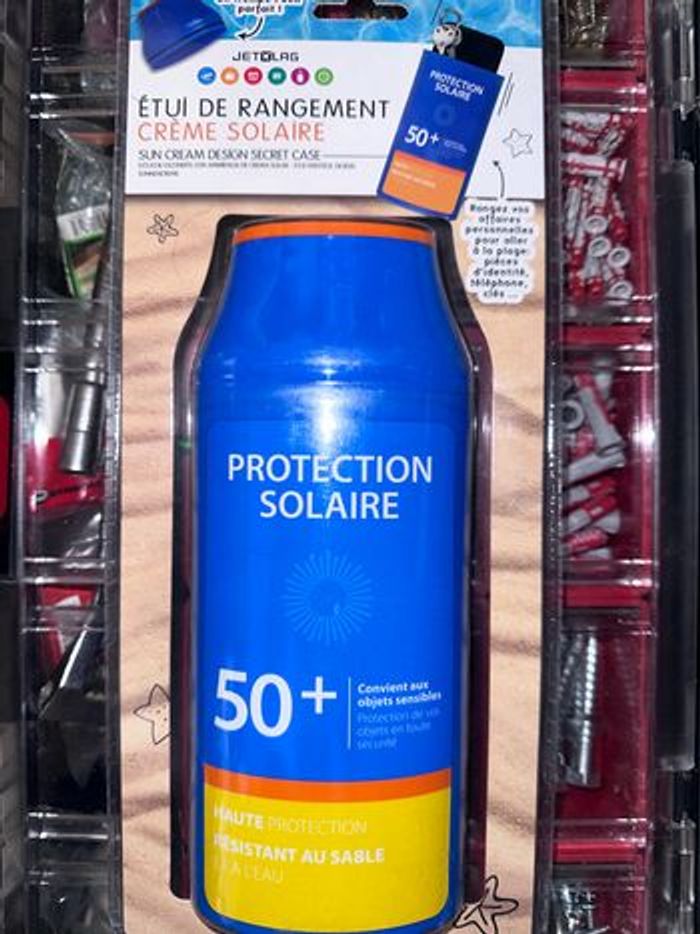 parfait !
JETLAG
ÉTUI DE RANGEMENT
CRÈME SOLAIRE
SUN CREAM DESIGN SECRET CASE
PROTECTION
SOLAIRE
50+
Rangez vos
affaires
personnelles
pour aller
à la plage:
pièces
d'identité,
téléphone,
clés ...
PROTECTION
SOLAIRE
50+
Convient aux
objets sensibles
Protection de vos
objets en toute
sécurité
HAUTE PROTECTION
RÉSISTANT AU SABLE
À L'EAU